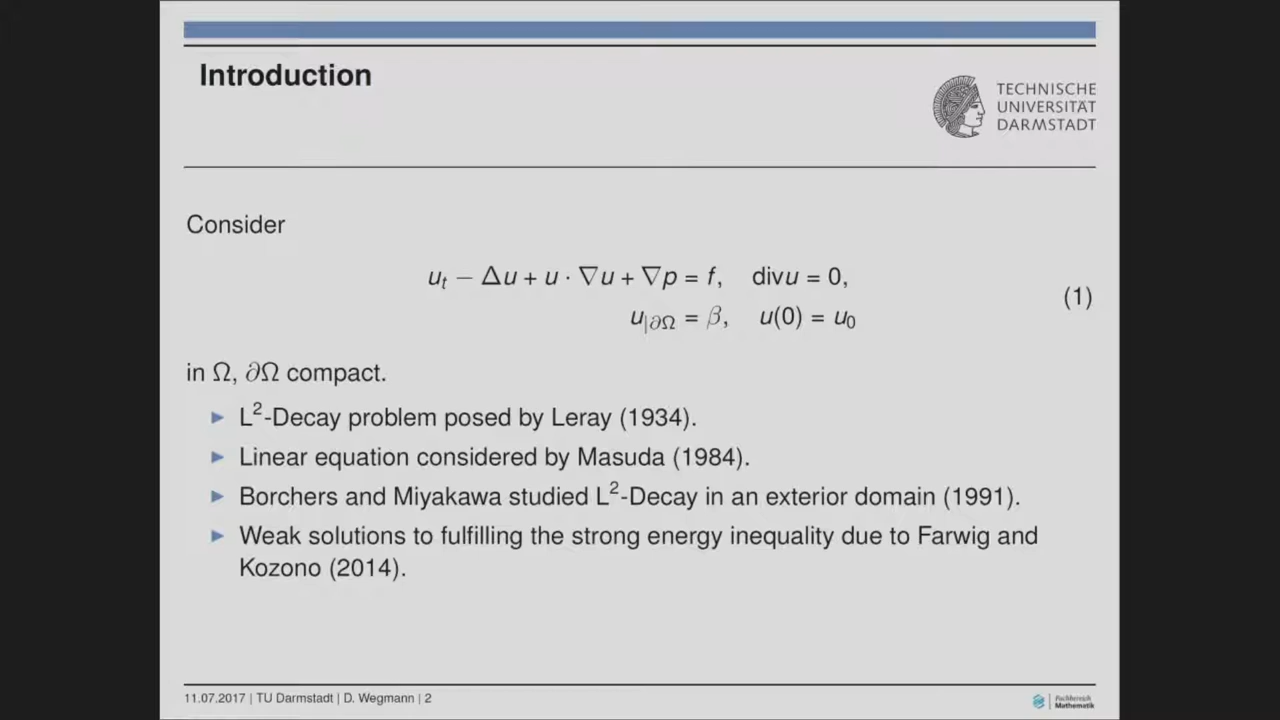 Introduction
TECHNISCHE
UNIVERSITÄT
DARMSTADT
Consider
u_t − Δu + u · ∇u + ∇p = f, divu = 0,
u_{|∂Ω} = β, u(0) = u_0
(1)
in Ω, ∂Ω compact.
► L²-Decay problem posed by Leray (1934).
► Linear equation considered by Masuda (1984).
► Borchers and Miyakawa studied L²-Decay in an exterior domain (1991).
► Weak solutions to fulfilling the strong energy inequality due to Farwig and
Kozono (2014).
11.07.2017 | TU Darmstadt | D. Wegmann | 2
Fachbereich
Mathematik